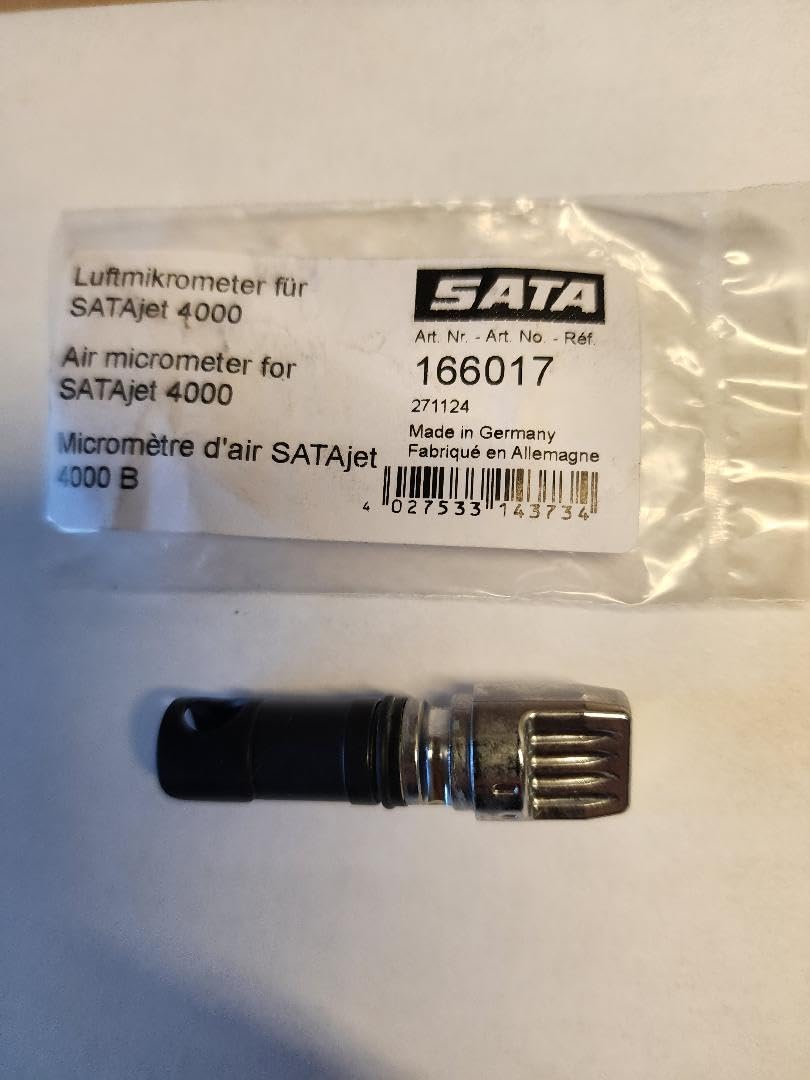 Luftmikrometer für
SATAjet 4000
Air micrometer for
SATAjet 4000
Micromètre d'air SATAjet
4000 B
SATA
Art. Nr. - Art. No. - Réf.
166017
271124
Made in Germany
Fabriqué en Allemagne
4 027533 143734